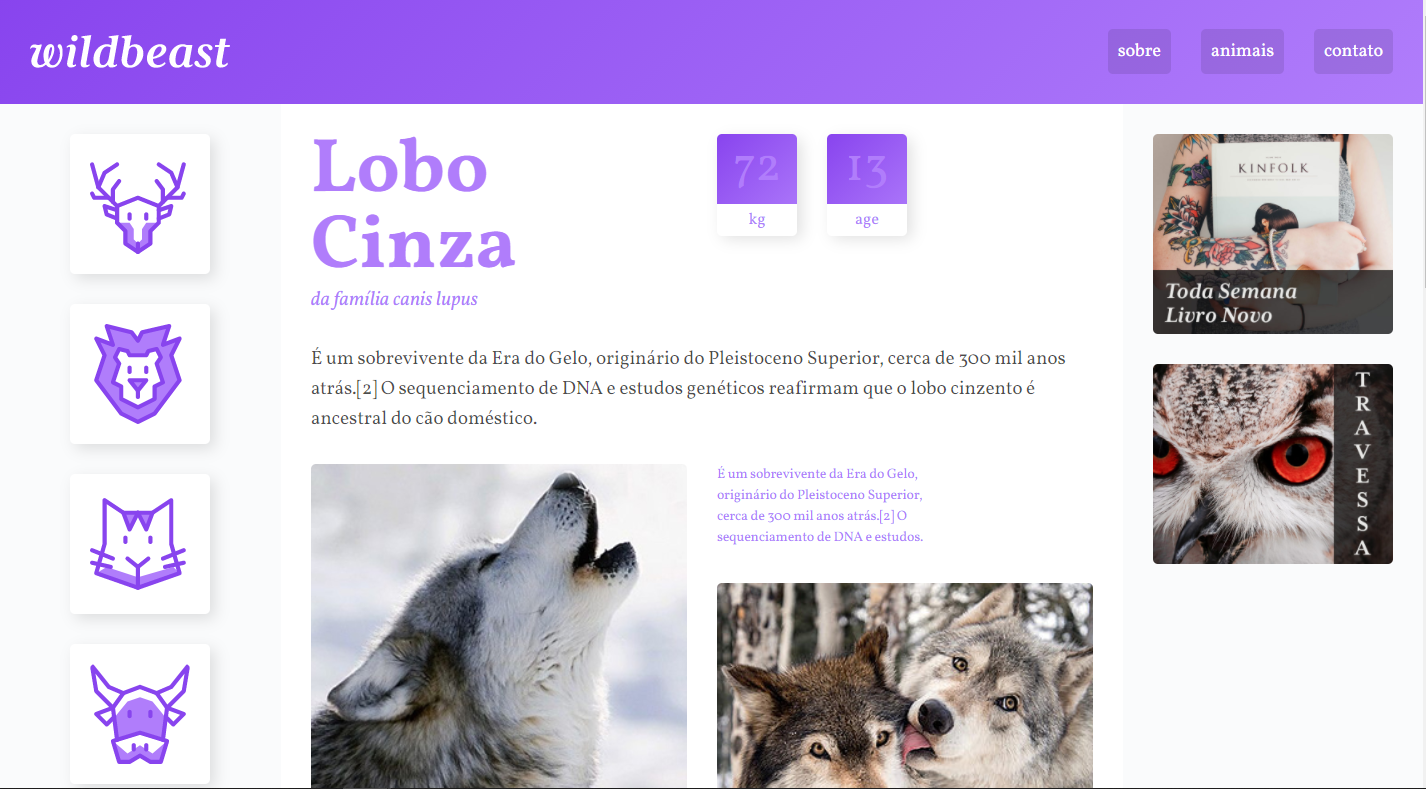 wildbeast
sobre
animais
contato
Lobo
Cinza
da família canis lupus
72
kg
13
age
É um sobrevivente da Era do Gelo, originário do Pleistoceno Superior, cerca de 300 mil anos
atrás.[2] O sequenciamento de DNA e estudos genéticos reafirmam que o lobo cinzento é
ancestral do cão doméstico.
É um sobrevivente da Era do Gelo,
originário do Pleistoceno Superior,
cerca de 300 mil anos atrás.[2] O
sequenciamento de DNA e estudos.
KINFOLK
Toda Semana
Livro Novo
TRAVESSA